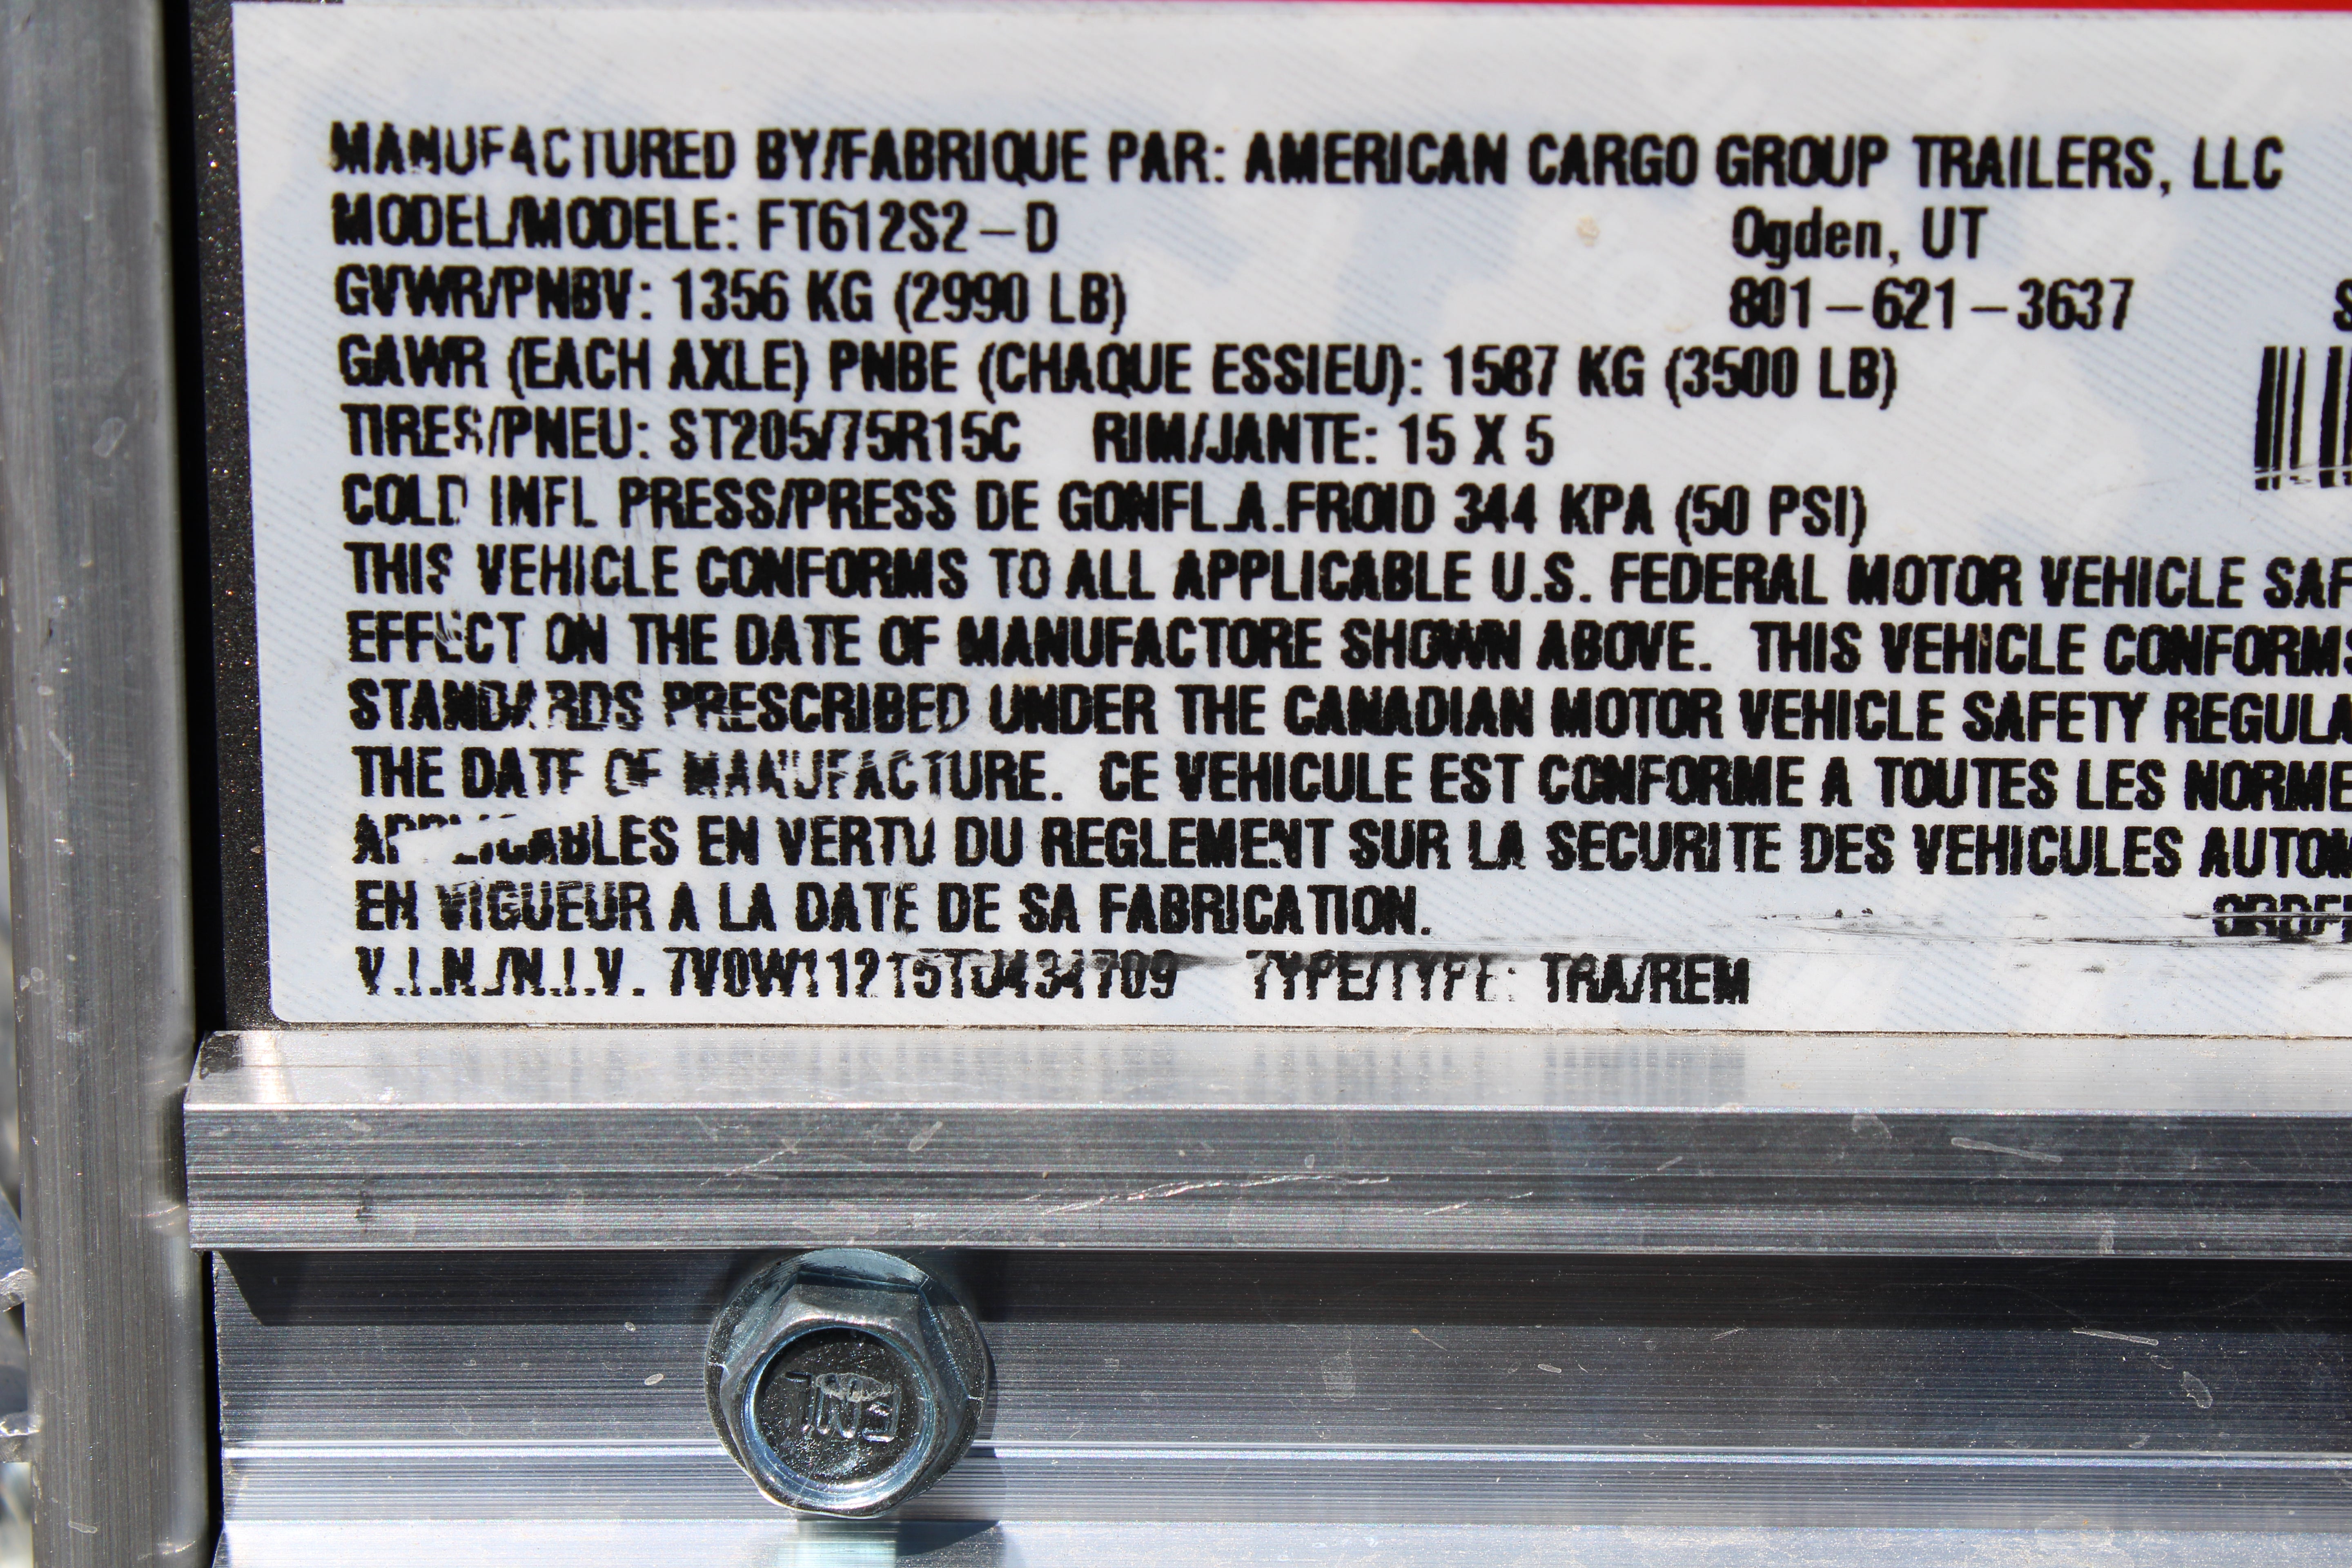 MANUFACTURED BY/FABRIQUE PAR: AMERICAN CARGO GROUP TRAILERS, LLC
MODEL/MODELE: FT612S2-D Ogden, UT
GVWR/PNBV: 1356 KG (2990 LB) 801-621-3637
GAWR (EACH AXLE) PNBE (CHAQUE ESSIEU): 1587 KG (3500 LB)
TIRES/PNEU: ST205/75R15C RIM/JANTE: 15 X 5
COLD INFL PRESS/PRESS DE GONFL.A.FROID 344 KPA (50 PSI)
THIS VEHICLE CONFORMS TO ALL APPLICABLE U.S. FEDERAL MOTOR VEHICLE SAF
EFFECT ON THE DATE OF MANUFACTORE SHOWN ABOVE. THIS VEHICLE CONFORMS
STANDARDS PRESCRIBED UNDER THE CANADIAN MOTOR VEHICLE SAFETY REGULA
THE DATE OF MANUFACTURE. CE VEHICULE EST CONFORME A TOUTES LES NORME
APPLICABLES EN VERTU DU REGLEMENT SUR LA SECURITE DES VEHICULES AUTOM
EN VIGUEUR A LA DATE DE SA FABRICATION.
V.I.N./N.I.V. TYPE/TYPE: TRA/REM